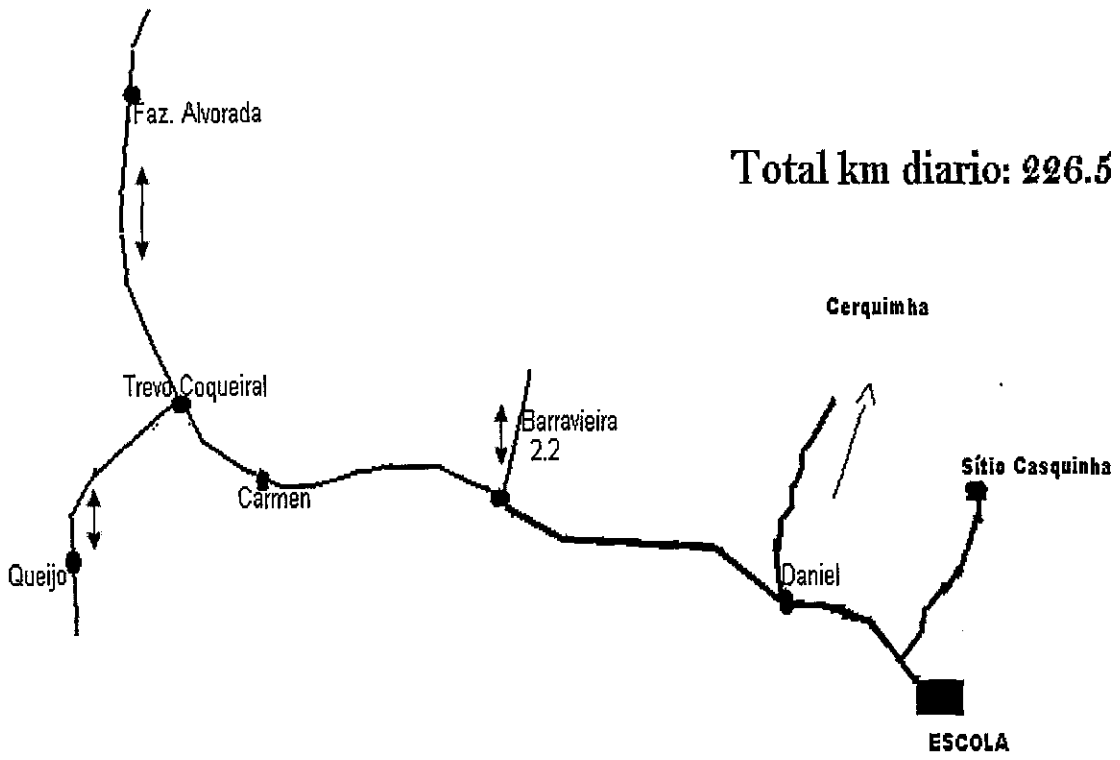 Faz. Alvorada
Total km diario: 226.5
Cerquimha
Trevo Coqueiral
Barravieira
2.2
Sítio Casquinha
Carmen
Queijo
Daniel
ESCOLA